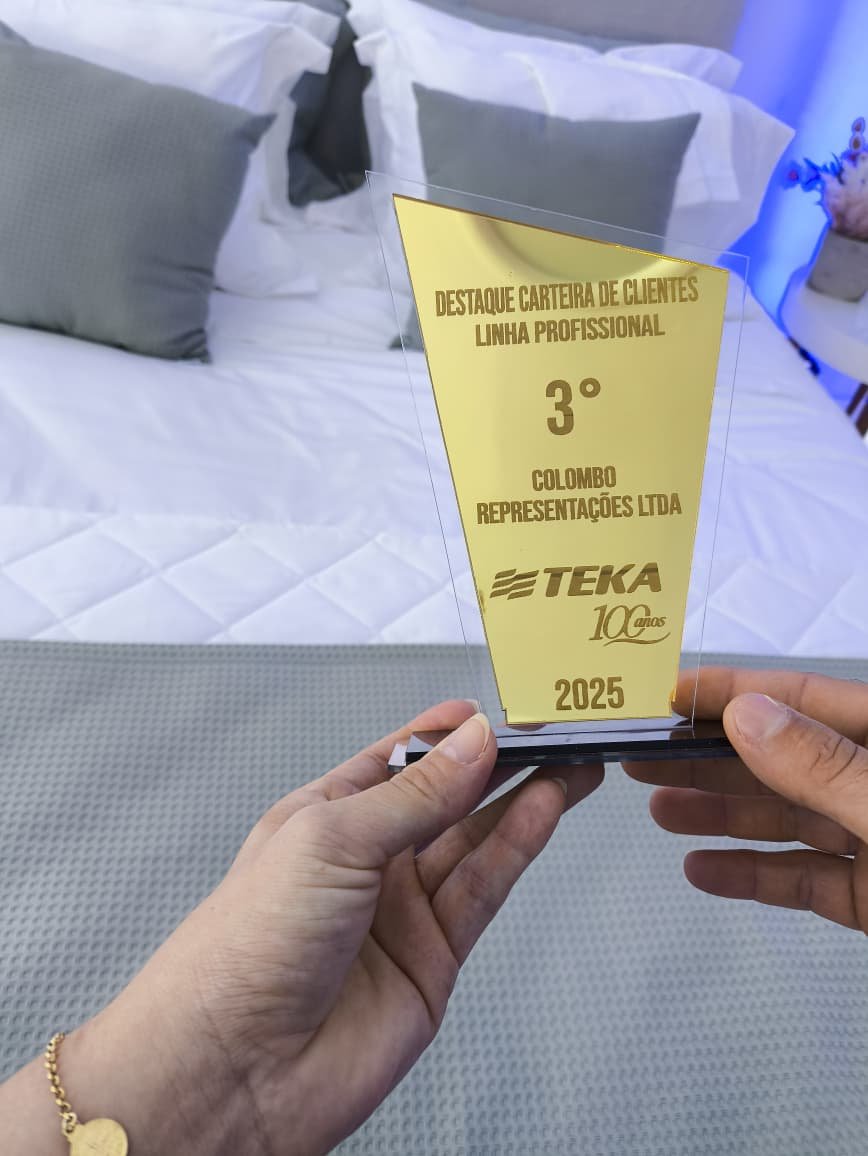 DESTAQUE CARTEIRA DE CLIENTES
LINHA PROFISSIONAL
3°
COLOMBO
REPRESENTAÇÕES LTDA
TEKA
100 anos
2025